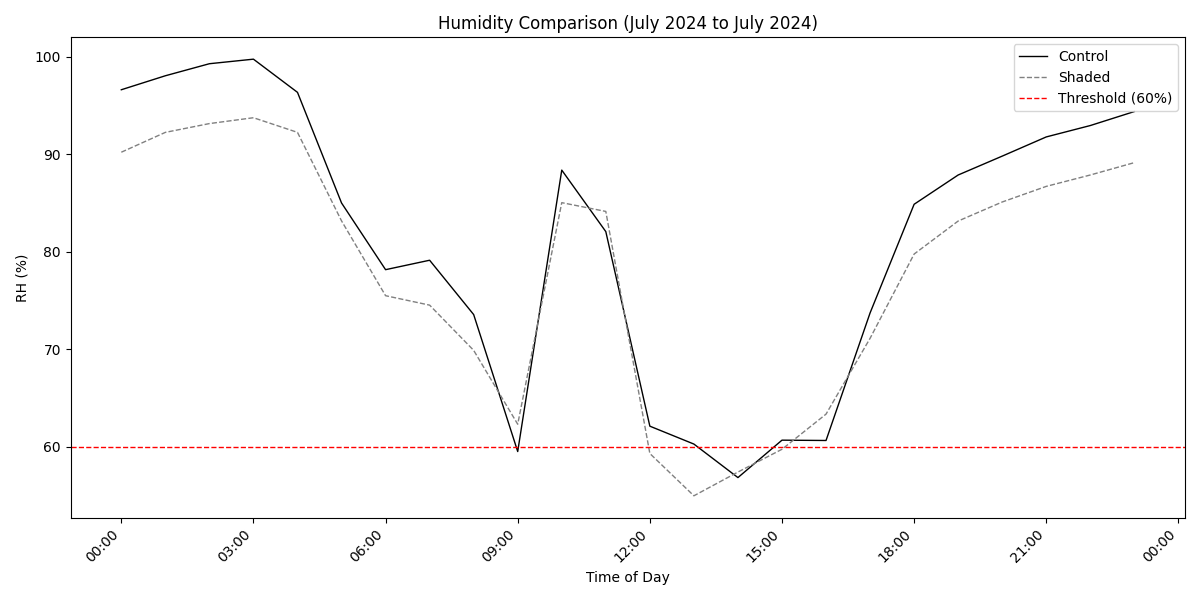 Humidity Comparison (July 2024 to July 2024)
100
90
80
70
60
RH (%)
Control
Shaded
Threshold (60%)
00:00
03:00
06:00
09:00
12:00
15:00
18:00
21:00
00:00
Time of Day